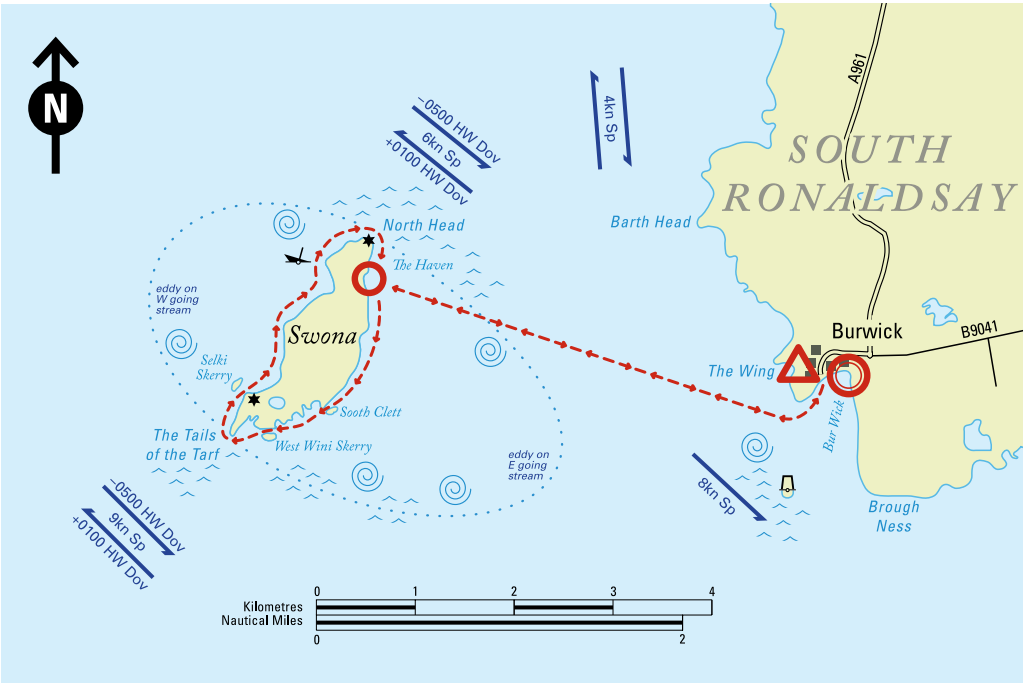 N
–0500 HW Dov
6kn Sp
+0100 HW Dov
4kn Sp
A961
SOUTH
RONALDSAY
Barth Head
North Head
The Haven
eddy on
W going
stream
Swona
Selki
Skerry
Burwick
B9041
The Wing
Bur Wick
Sooth Clett
West Wini Skerry
The Tails
of the Tarf
eddy on
E going
stream
8kn Sp
Brough
Ness
–0500 HW Dov
9kn Sp
+0100 HW Dov
0 1 2 3 4
Kilometres
Nautical Miles
0 2